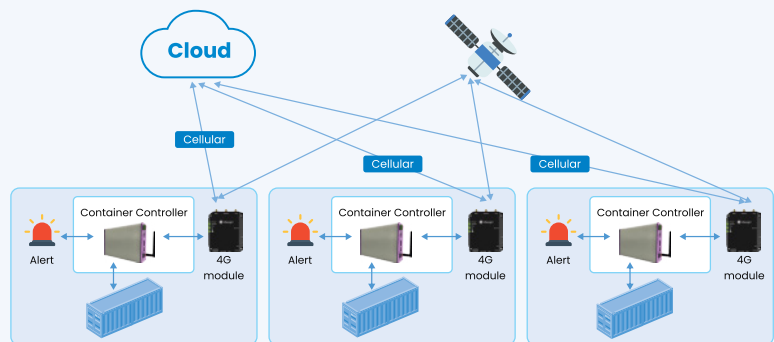 Cloud
Cellular
Cellular
Cellular
Container Controller
Alert
4G
module
Container Controller
Alert
4G
module
Container Controller
Alert
4G
module